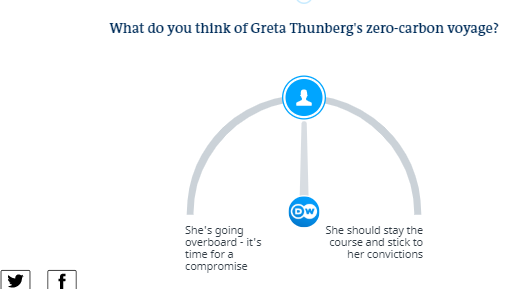 What do you think of Greta Thunberg's zero-carbon voyage?
DW
She's going
overboard - it's
time for a
compromise
She should stay the
course and stick to
her convictions
f